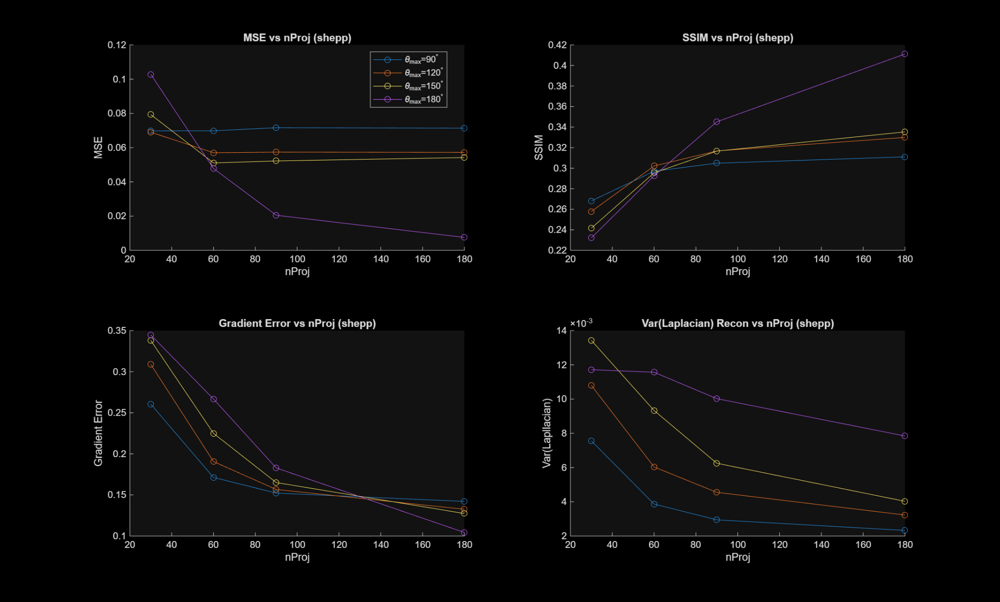 MSE vs nProj (shepp)
0.12
0.1
0.08
0.06
0.04
0.02
0
MSE
20 40 60 80 100 120 140 160 180
nProj
θmax=90°
θmax=120°
θmax=150°
θmax=180°
SSIM vs nProj (shepp)
0.42
0.4
0.38
0.36
0.34
0.32
0.3
0.28
0.26
0.24
0.22
SSIM
20 40 60 80 100 120 140 160 180
nProj
Gradient Error vs nProj (shepp)
0.35
0.3
0.25
0.2
0.15
0.1
Gradient Error
20 40 60 80 100 120 140 160 180
nProj
×10-3
Var(Laplacian) Recon vs nProj (shepp)
14
12
10
8
6
4
2
Var(Lapllacian)
20 40 60 80 100 120 140 160 180
nProj